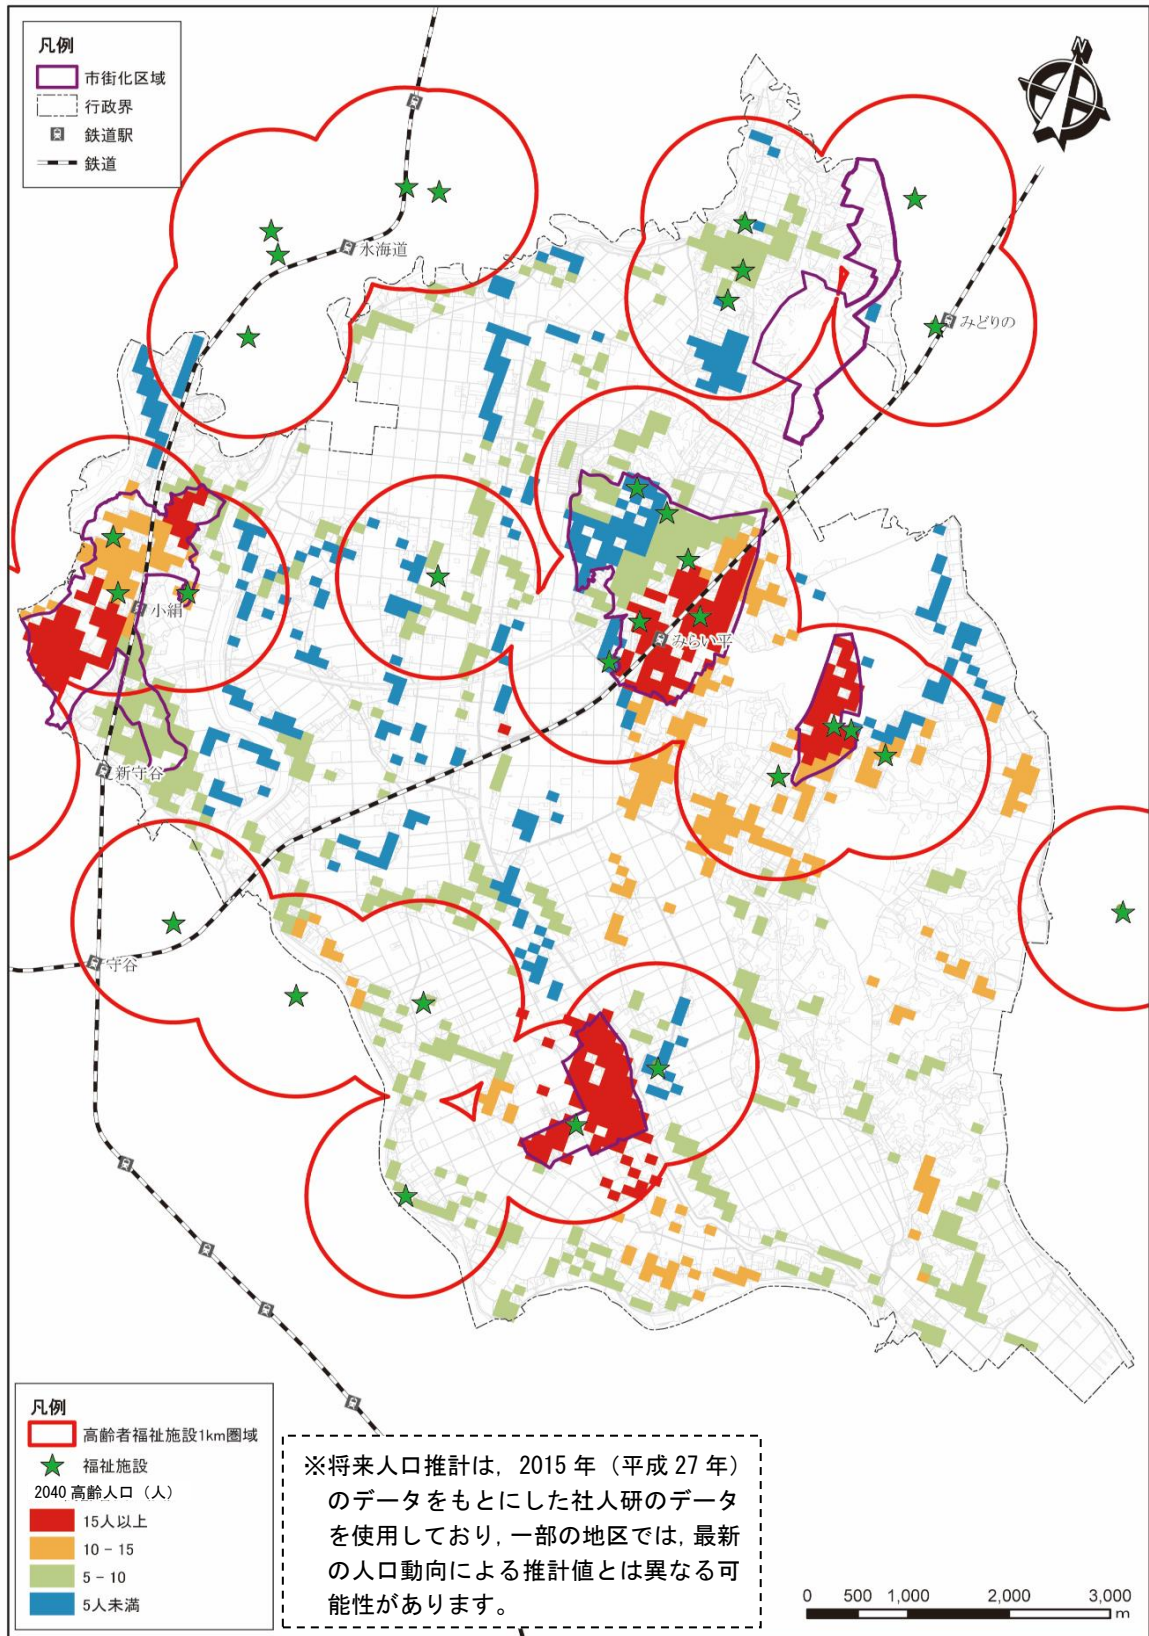 凡例
市街化区域
行政界
鉄道駅
鉄道
N
水海道
みどりの
小絹
みらい平
新守谷
守谷
凡例
高齢者福祉施設1km圏域
福祉施設
2040 高齢人口（人）
15人以上
10 - 15
5 - 10
5人未満
※将来人口推計は，2015 年（平成 27 年）
のデータをもとにした社人研のデータ
を使用しており，一部の地区では，最新
の人口動向による推計値とは異なる可
能性があります。
0 500 1,000 2,000 3,000
m